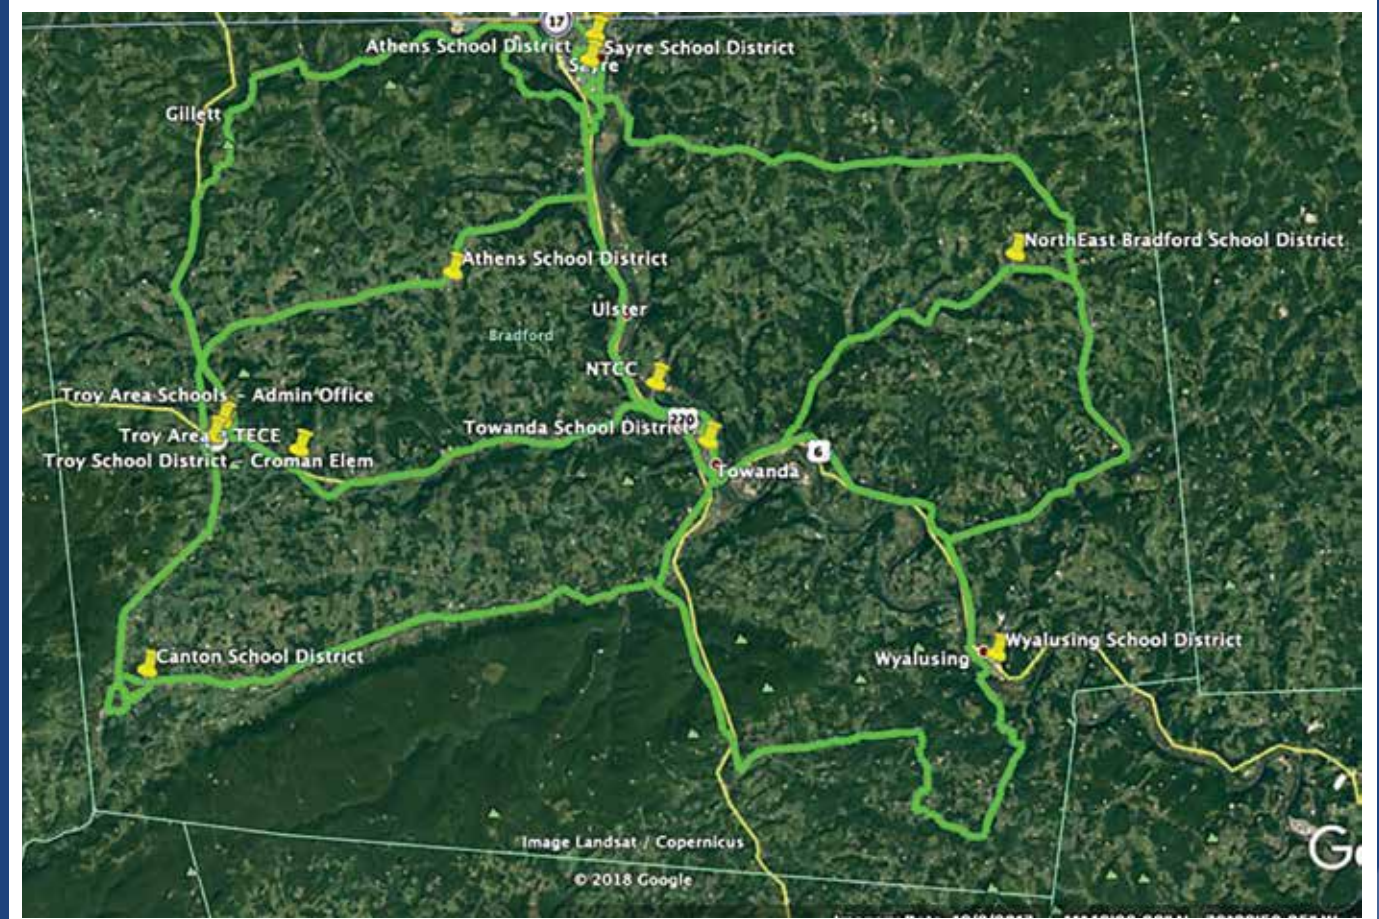 17
Athens School District
Sayre School District
Sayre
Gillett
NorthEast Bradford School District
Athens School District
Ulster
Bradford
NTCC
Troy Area Schools - Admin Office
220
Towanda School District
Troy Area - TECE
6
Troy School District - Croman Elem
Towanda
Wyalusing School District
Canton School District
Wyalusing
Image Landsat / Copernicus
© 2018 Google